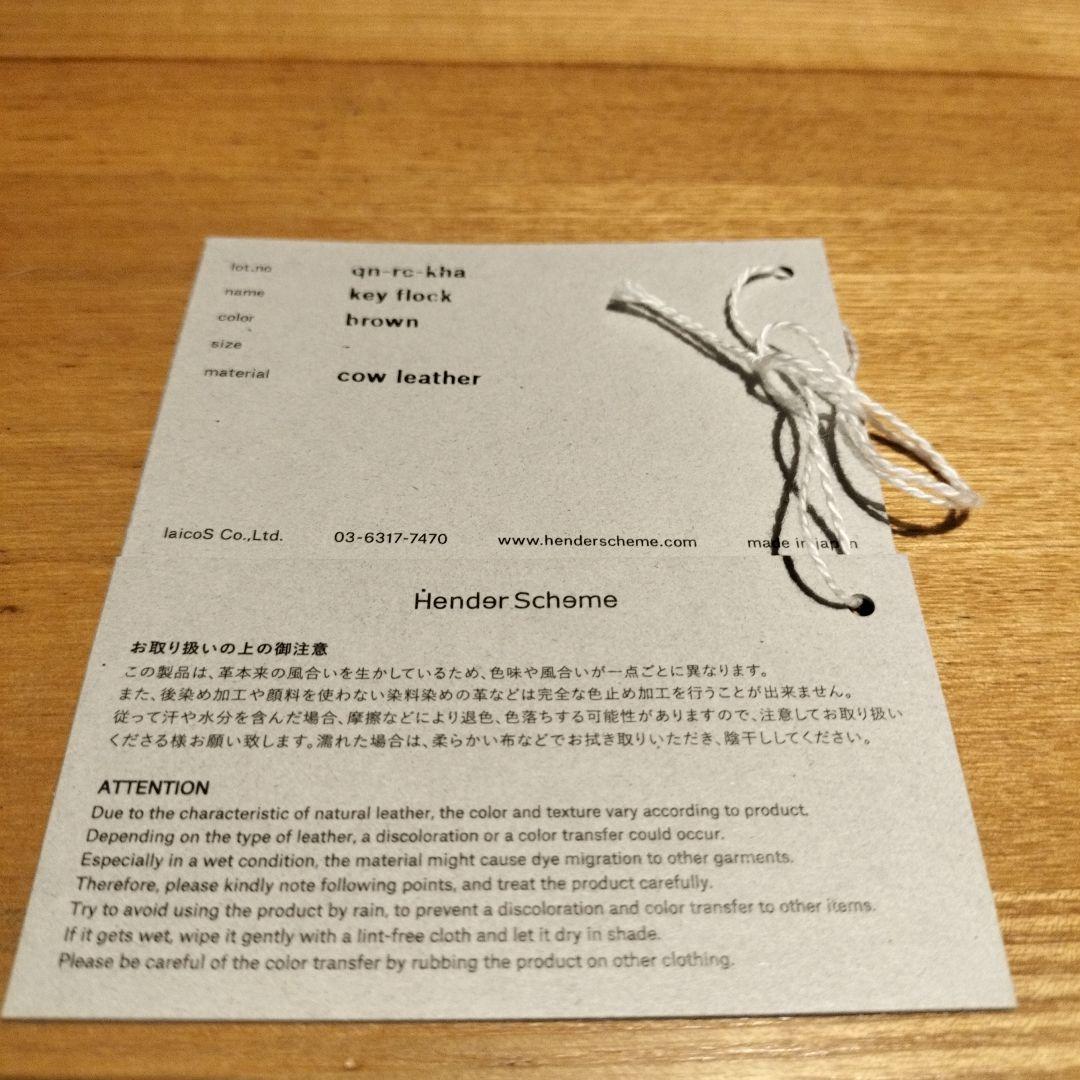 lot.no qn-rc-kha
name key flock
color brown
size -
material cow leather
laicoS Co.,Ltd. 03-6317-7470 www.henderscheme.com made in japan
Hender Scheme
お取り扱いの上の御注意
この製品は、革本来の風合いを生かしているため、色味や風合いが一点ごとに異なります。
また、後染め加工や顔料を使わない染料染めの革などは完全な色止め加工を行うことが出来ません。
従って汗や水分を含んだ場合、摩擦などにより退色、色落ちする可能性がありますので、注意してお取り扱い
くださる様お願い致します。濡れた場合は、柔らかい布などでお拭き取りいただき、陰干ししてください。
ATTENTION
Due to the characteristic of natural leather, the color and texture vary according to product.
Depending on the type of leather, a discoloration or a color transfer could occur.
Especially in a wet condition, the material might cause dye migration to other garments.
Therefore, please kindly note following points, and treat the product carefully.
Try to avoid using the product by rain, to prevent a discoloration and color transfer to other items.
If it gets wet, wipe it gently with a lint-free cloth and let it dry in shade.
Please be careful of the color transfer by rubbing the product on other clothing.